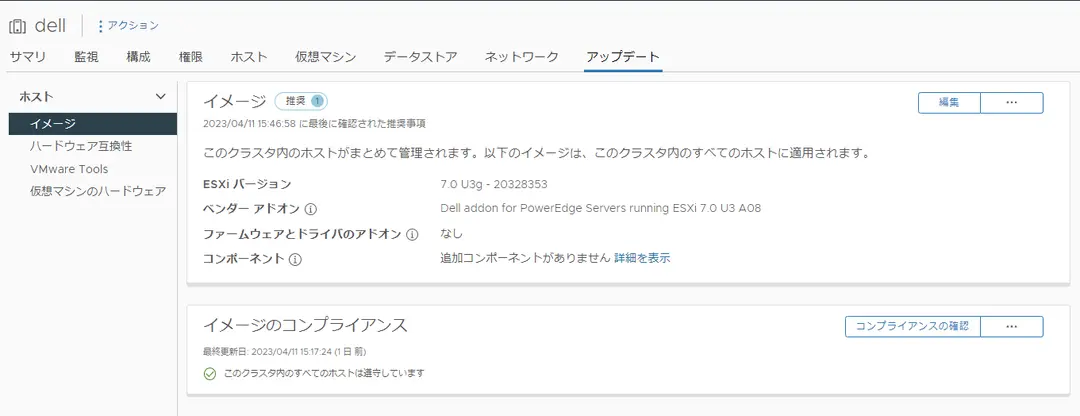 dell アクション
サマリ 監視 構成 権限 ホスト 仮想マシン データストア ネットワーク アップデート
ホスト
イメージ
ハードウェア互換性
VMware Tools
仮想マシンのハードウェア
イメージ 推奨 1 編集 ...
2023/04/11 15:46:58 に最後に確認された推奨事項
このクラスタ内のホストがまとめて管理されます。以下のイメージは、このクラスタ内のすべてのホストに適用されます。
ESXi バージョン 7.0 U3g - 20328353
ベンダー アドオン Dell addon for PowerEdge Servers running ESXi 7.0 U3 A08
ファームウェアとドライバのアドオン なし
コンポーネント 追加コンポーネントがありません 詳細を表示
イメージのコンプライアンス コンプライアンスの確認 ...
最終更新日: 2023/04/11 15:17:24 (1 日 前)
このクラスタ内のすべてのホストは遵守しています